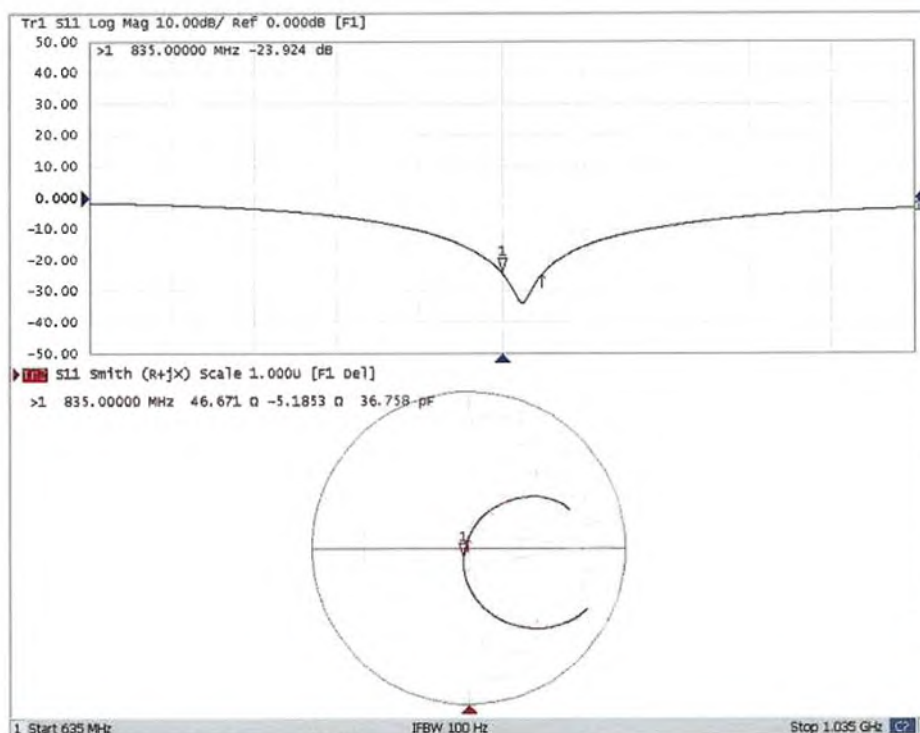 Tr1 S11 Log Mag 10.00dB/ Ref 0.000dB [F1]
50.00
>1 835.00000 MHz -23.924 dB
40.00
30.00
20.00
10.00
0.000
-10.00
1
-20.00
-30.00
-40.00
-50.00
S11 Smith (R+jX) Scale 1.000U [F1 Del]
>1 835.00000 MHz 46.671 Ω -5.1853 Ω 36.758 pF
1
1 Start 635 MHz IFBW 100 Hz Stop 1.035 GHz C?